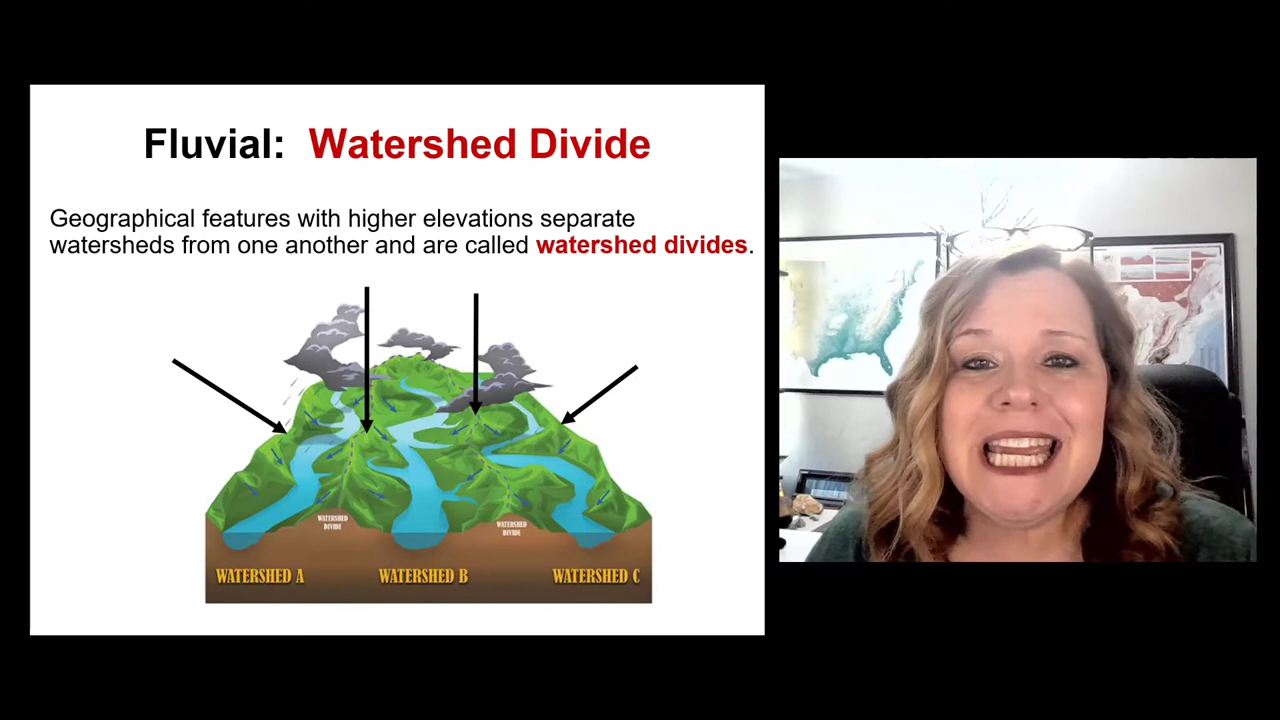 Fluvial: Watershed Divide
Geographical features with higher elevations separate
watersheds from one another and are called watershed divides.
WATERSHED
DIVIDE
WATERSHED
DIVIDE
WATERSHED A
WATERSHED B
WATERSHED C